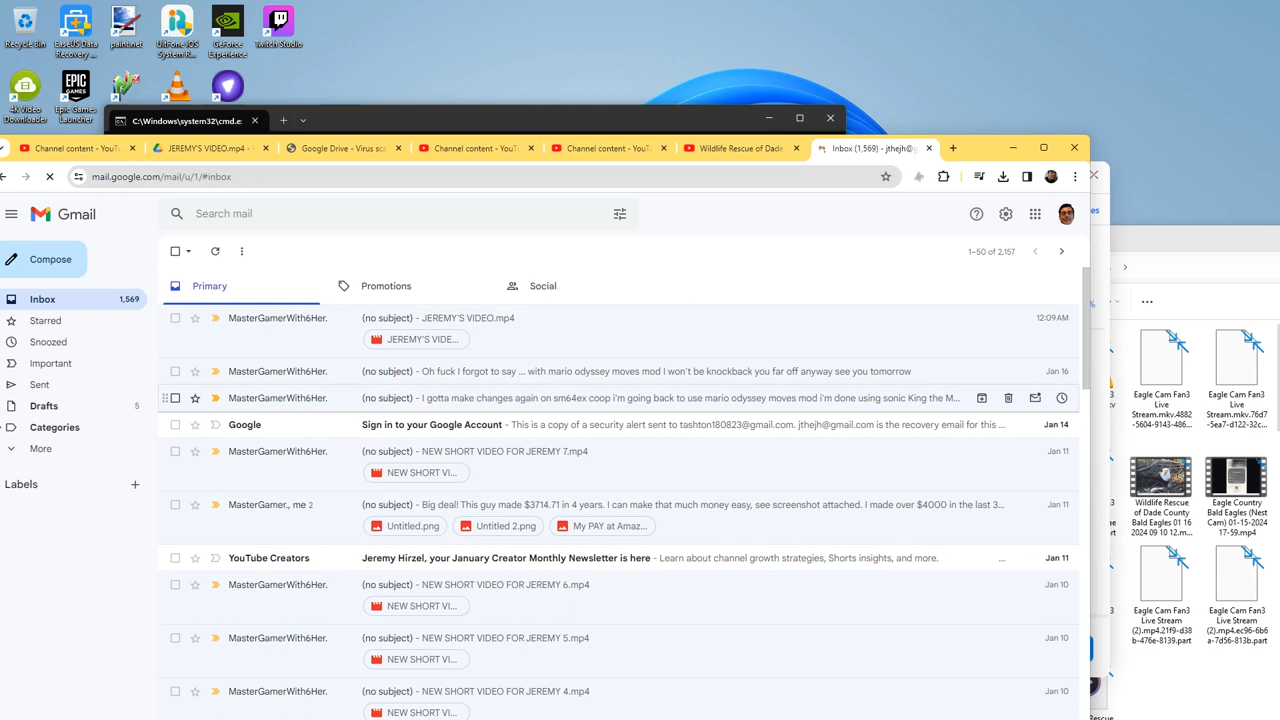 Recycle Bin
EaseUS Data Recovery ...
paint.net
UltFone iOS System R...
GeForce Experience
Twitch Studio
4K Video Downloader
Epic Games Launcher
C:\Windows\system32\cmd.e:
Channel content - YouTu
JEREMY'S VIDEO.mp4 -
Google Drive - Virus sca
Channel content - YouTu
Channel content - YouTu
Wildlife Rescue of Dade
Inbox (1,569) - jthejh@g
mail.google.com/mail/u/1/#inbox
Gmail
Search mail
Compose
1–50 of 2,157
Inbox 1,569
Starred
Snoozed
Important
Sent
Drafts 5
Categories
More
Labels
Primary
Promotions
Social
MasterGamerWith6Her. (no subject) - JEREMY'S VIDEO.mp4 12:09 AM
JEREMY'S VIDE...
MasterGamerWith6Her. (no subject) - Oh fuck I forgot to say ... with mario odyssey moves mod I won't be knockback you far off anyway see you tomorrow Jan 16
MasterGamerWith6Her. (no subject) - I gotta make changes again on sm64ex coop i'm going back to use mario odyssey moves mod i'm done using sonic King the M...
Google Sign in to your Google Account - This is a copy of a security alert sent to tashton180823@gmail.com. jthejh@gmail.com is the recovery email for this ... Jan 14
MasterGamerWith6Her. (no subject) - NEW SHORT VIDEO FOR JEREMY 7.mp4 Jan 11
NEW SHORT VI...
MasterGamer., me 2 (no subject) - Big deal! This guy made $3714.71 in 4 years. I can make that much money easy, see screenshot attached. I made over $4000 in the last 3... Jan 11
Untitled.png
Untitled 2.png
My PAY at Amaz...
YouTube Creators Jeremy Hirzel, your January Creator Monthly Newsletter is here - Learn about channel growth strategies, Shorts insights, and more. ... Jan 11
MasterGamerWith6Her. (no subject) - NEW SHORT VIDEO FOR JEREMY 6.mp4 Jan 10
NEW SHORT VI...
MasterGamerWith6Her. (no subject) - NEW SHORT VIDEO FOR JEREMY 5.mp4 Jan 10
NEW SHORT VI...
MasterGamerWith6Her. (no subject) - NEW SHORT VIDEO FOR JEREMY 4.mp4 Jan 10
NEW SHORT VI...
es
%
Eagle Cam Fan3
Live
Stream.mkv.4882
-5604-9143-486...
Eagle Cam Fan3
Live
Stream.mkv.76d7
-5ea7-d122-32c...
Wildlife Rescue
of Dade County
Bald Eagles 01 16
2024 09 10 12.m...
Eagle Country
Bald Eagles (Nest
Cam) 01-15-2024
17-59.mp4
Eagle Cam Fan3
Live Stream
(2).mp4.21f9-d38
b-476e-8139.part
Eagle Cam Fan3
Live Stream
(2).mp4.ec96-6b6
a-7d56-813b.part
Rescue